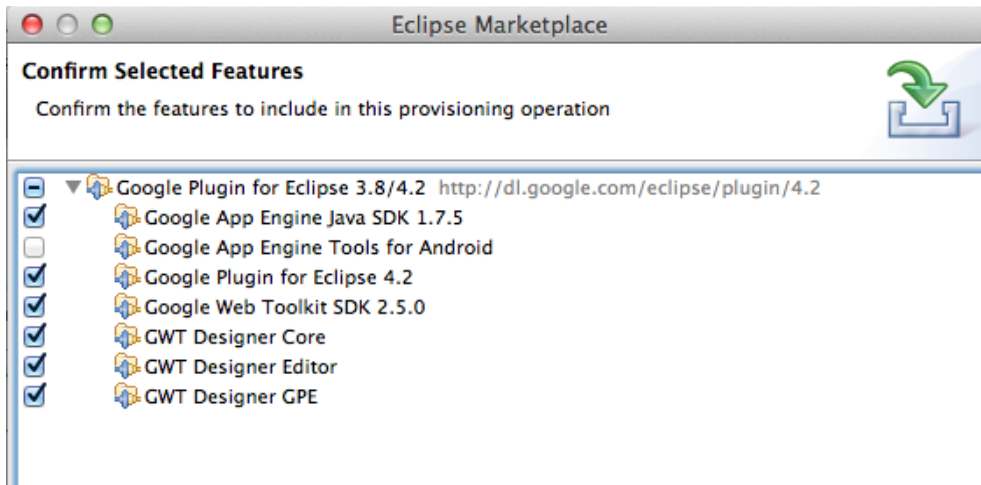 Eclipse Marketplace
Confirm Selected Features
Confirm the features to include in this provisioning operation
Google Plugin for Eclipse 3.8/4.2 http://dl.google.com/eclipse/plugin/4.2
Google App Engine Java SDK 1.7.5
Google App Engine Tools for Android
Google Plugin for Eclipse 4.2
Google Web Toolkit SDK 2.5.0
GWT Designer Core
GWT Designer Editor
GWT Designer GPE